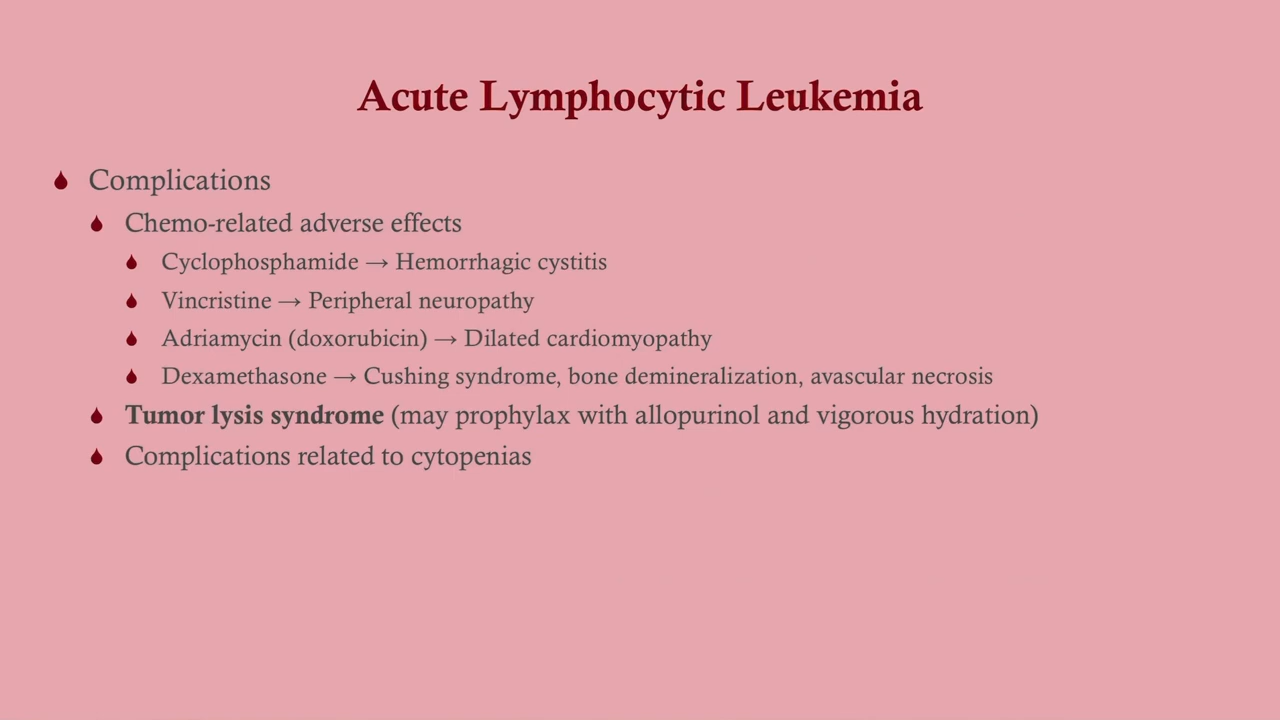 Acute Lymphocytic Leukemia
Complications
Chemo-related adverse effects
Cyclophosphamide → Hemorrhagic cystitis
Vincristine → Peripheral neuropathy
Adriamycin (doxorubicin) → Dilated cardiomyopathy
Dexamethasone → Cushing syndrome, bone demineralization, avascular necrosis
Tumor lysis syndrome (may prophylax with allopurinol and vigorous hydration)
Complications related to cytopenias